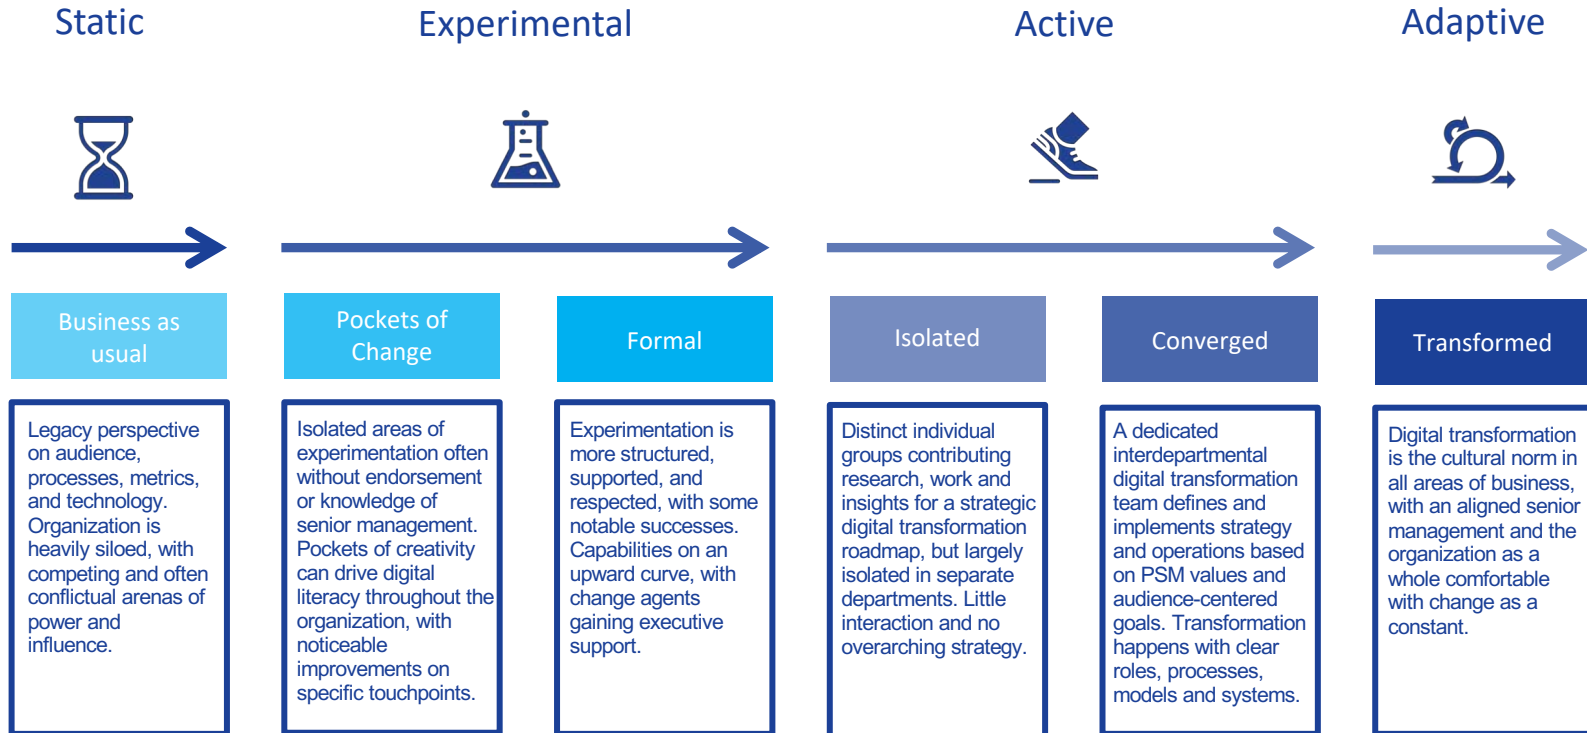 Static
Experimental
Active
Adaptive
Business as
usual
Pockets of
Change
Formal
Isolated
Converged
Transformed
Legacy perspective
on audience,
processes, metrics,
and technology.
Organization is
heavily siloed, with
competing and often
conflictual arenas of
power and
influence.
Isolated areas of
experimentation often
without endorsement
or knowledge of
senior management.
Pockets of creativity
can drive digital
literacy throughout the
organization, with
noticeable
improvements on
specific touchpoints.
Experimentation is
more structured,
supported, and
respected, with some
notable successes.
Capabilities on an
upward curve, with
change agents
gaining executive
support.
Distinct individual
groups contributing
research, work and
insights for a strategic
digital transformation
roadmap, but largely
isolated in separate
departments. Little
interaction and no
overarching strategy.
A dedicated
interdepartmental
digital transformation
team defines and
implements strategy
and operations based
on PSM values and
audience-centered
goals. Transformation
happens with clear
roles, processes,
models and systems.
Digital transformation
is the cultural norm in
all areas of business,
with an aligned senior
management and the
organization as a
whole comfortable
with change as a
constant.